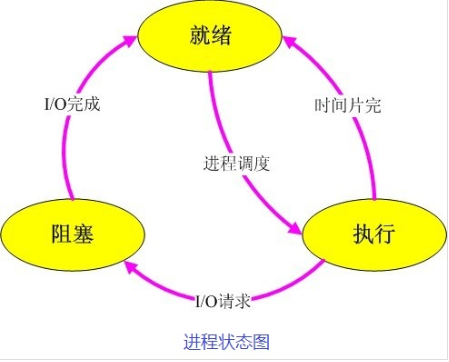 就绪
I/O完成
时间片完
进程调度
阻塞
执行
I/O请求
进程状态图